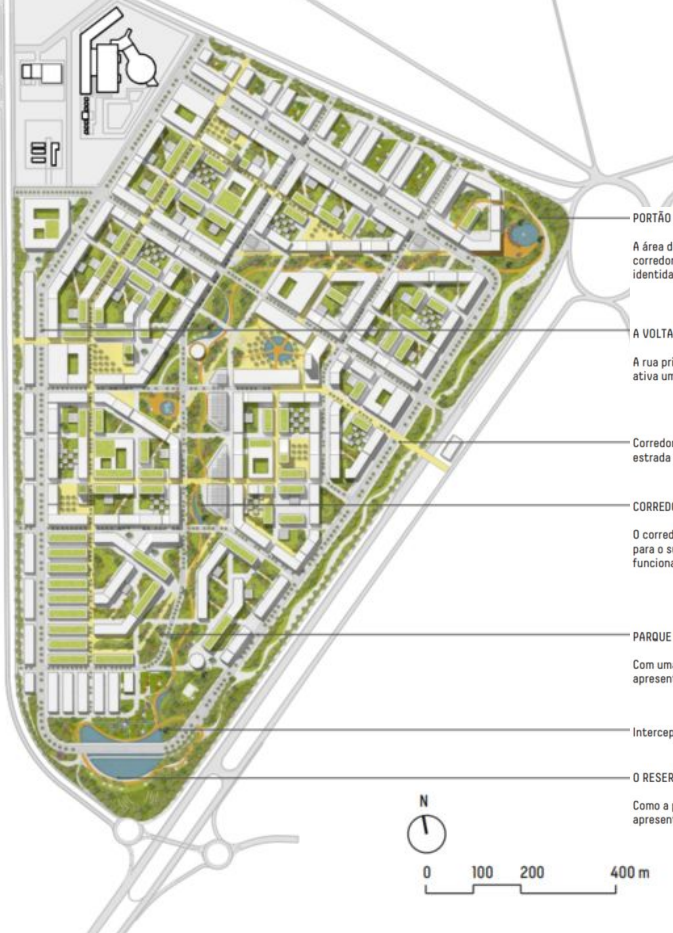 PORTÃO
A área d
corredor
identida
A VOLTA
A rua pri
ativa um
Corredor
estrada
CORRED
O corred
para o s
funciona
PARQUE
Com uma
apresent
Intercep
O RESER
Como a p
apresent
N
0 100 200 400 m